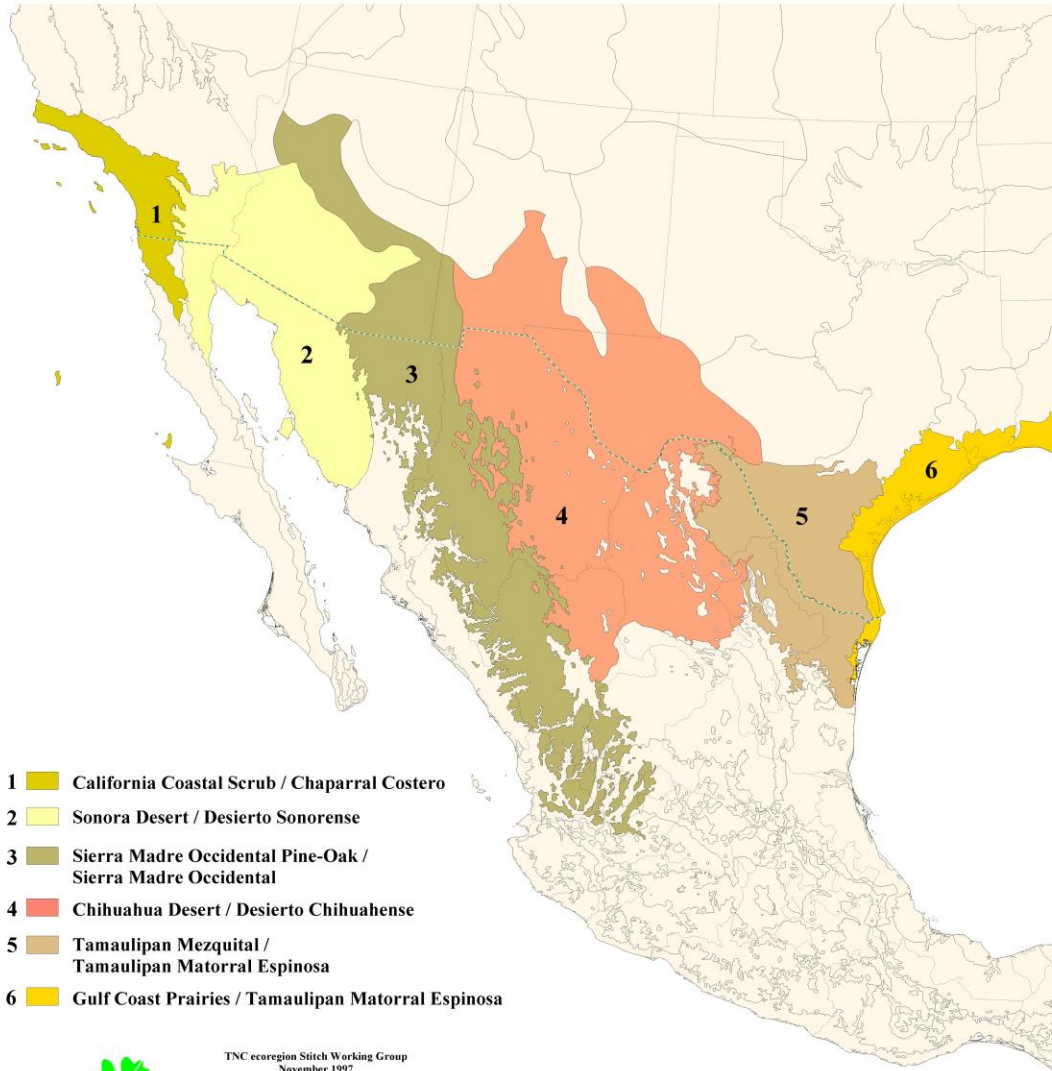 1
2
3
4
5
6
1 California Coastal Scrub / Chaparral Costero
2 Sonora Desert / Desierto Sonorense
3 Sierra Madre Occidental Pine-Oak /
Sierra Madre Occidental
4 Chihuahua Desert / Desierto Chihuahense
5 Tamaulipan Mezquital /
Tamaulipan Matorral Espinosa
6 Gulf Coast Prairies / Tamaulipan Matorral Espinosa
TNC ecoregion Stitch Working Group
November 1997